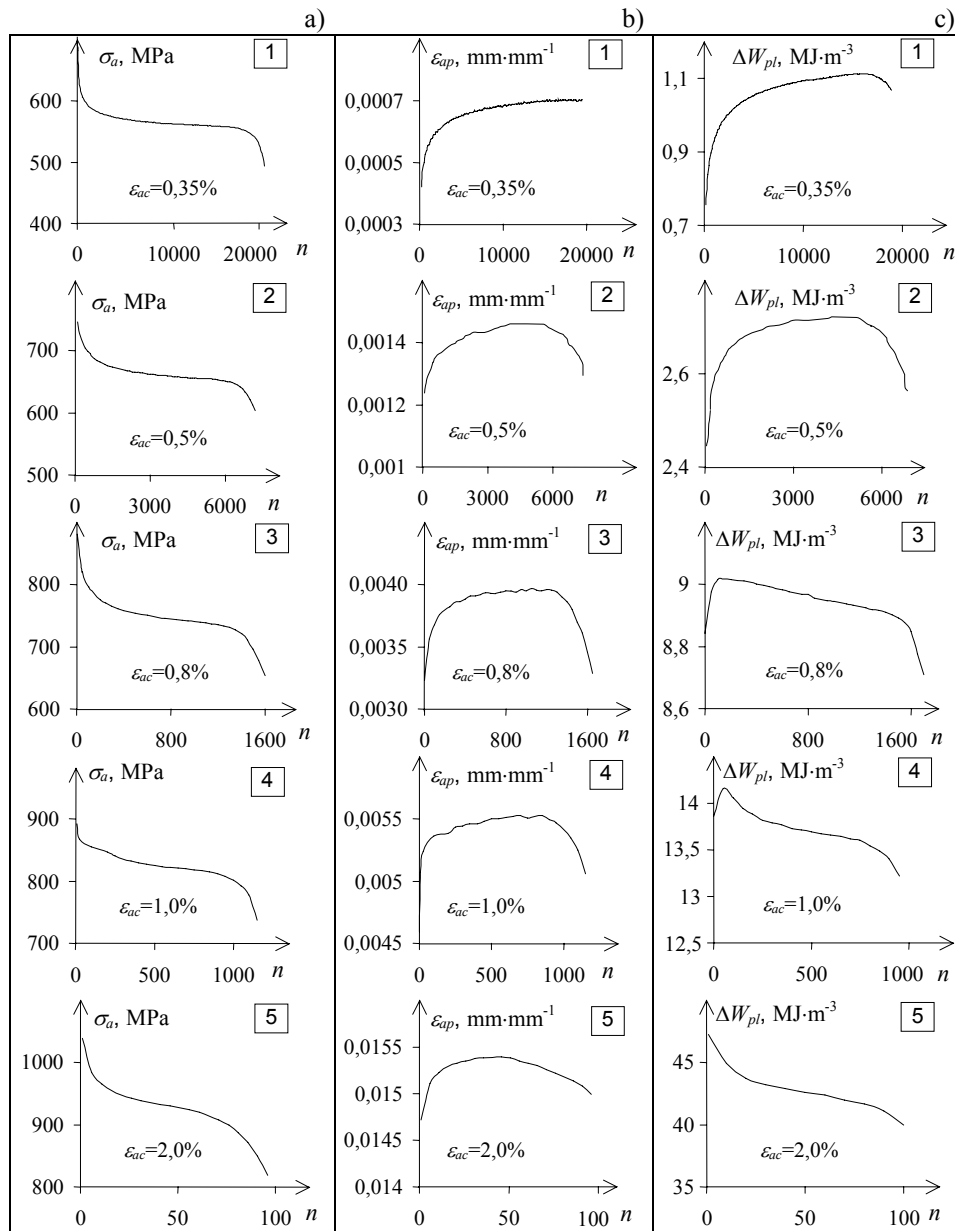 a)
b)
c)
σa, MPa
1
600
500
400
εac=0,35%
0
10000
20000
n
εap, mm·mm-1
1
0,0007
0,0005
0,0003
εac=0,35%
0
10000
20000
n
ΔWpl, MJ·m-3
1
1,1
0,9
0,7
εac=0,35%
0
10000
20000
n
σa, MPa
2
700
600
500
εac=0,5%
0
3000
6000
n
εap, mm·mm-1
2
0,0014
0,0012
0,001
εac=0,5%
0
3000
6000
n
ΔWpl, MJ·m-3
2
2,6
2,4
εac=0,5%
0
3000
6000
n
σa, MPa
3
800
700
600
εac=0,8%
0
800
1600
n
εap, mm·mm-1
3
0,0040
0,0035
0,0030
εac=0,8%
0
800
1600
n
ΔWpl, MJ·m-3
3
9
8,8
8,6
εac=0,8%
0
800
1600
n
σa, MPa
4
900
800
700
εac=1,0%
0
500
1000
n
εap, mm·mm-1
4
0,0055
0,005
0,0045
εac=1,0%
0
500
1000
n
ΔWpl, MJ·m-3
4
14
13,5
13
12,5
εac=1,0%
0
500
1000
n
σa, MPa
5
1000
900
800
εac=2,0%
0
50
100
n
εap, mm·mm-1
5
0,0155
0,015
0,0145
0,014
εac=2,0%
0
50
100
n
ΔWpl, MJ·m-3
5
45
40
35
εac=2,0%
0
50
100
n